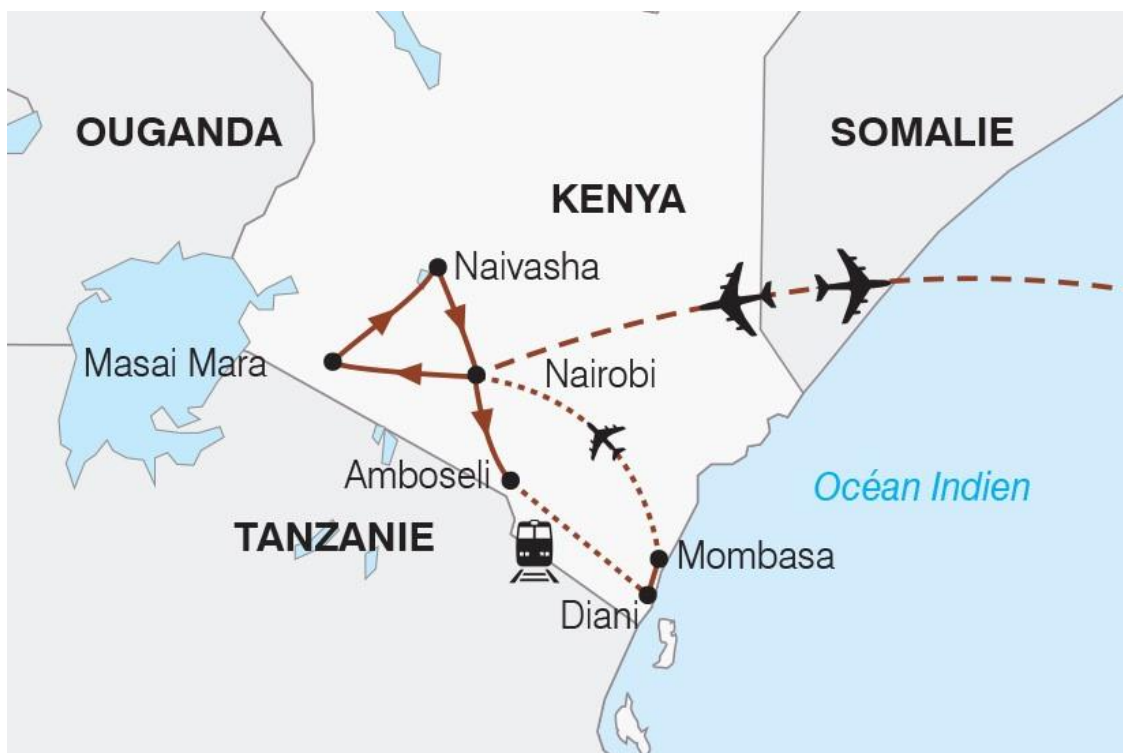 OUGANDA
SOMALIE
KENYA
Naivasha
Masai Mara
Nairobi
Amboseli
Océan Indien
TANZANIE
Mombasa
Diani